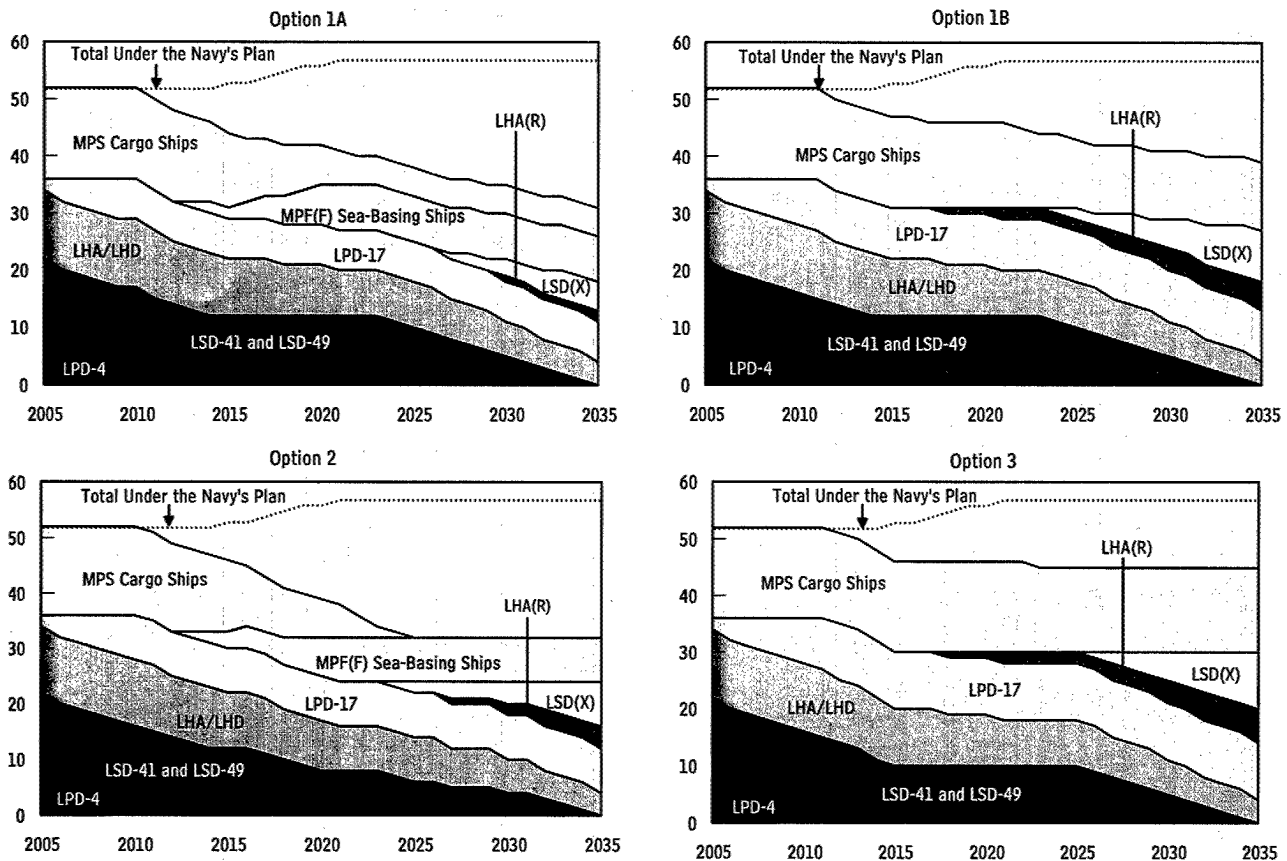 Option 1A
60
50
40
30
20
10
0
Total Under the Navy's Plan
MPS Cargo Ships
LHA(R)
MPF(F) Sea-Basing Ships
LHA/LHD
LPD-17
LSD(X)
LSD-41 and LSD-49
LPD-4
2005 2010 2015 2020 2025 2030 2035
Option 1B
60
50
40
30
20
10
0
Total Under the Navy's Plan
LHA(R)
MPS Cargo Ships
LPD-17
LSD(X)
LHA/LHD
LSD-41 and LSD-49
LPD-4
2005 2010 2015 2020 2025 2030 2035
Option 2
60
50
40
30
20
10
0
Total Under the Navy's Plan
MPS Cargo Ships
LHA(R)
MPF(F) Sea-Basing Ships
LPD-17
LSD(X)
LHA/LHD
LSD-41 and LSD-49
LPD-4
2005 2010 2015 2020 2025 2030 2035
Option 3
60
50
40
30
20
10
0
Total Under the Navy's Plan
LHA(R)
MPS Cargo Ships
LPD-17
LSD(X)
LHA/LHD
LSD-41 and LSD-49
LPD-4
2005 2010 2015 2020 2025 2030 2035